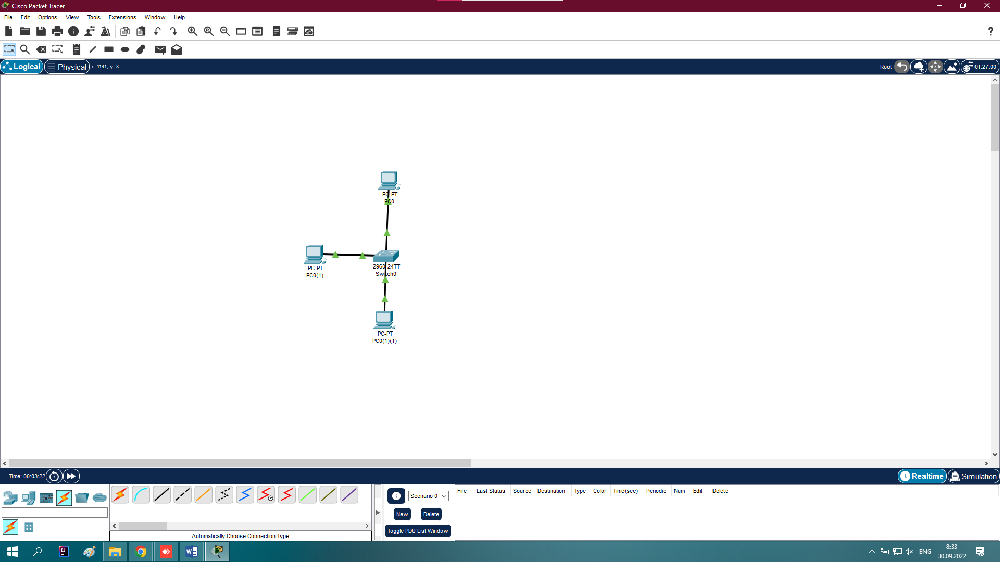 Cisco Packet Tracer
File Edit Options View Tools Extensions Window Help
?
Logical Physical x: 1141, y: 3 Root 01:27:00
PC-PT
PC0
PC-PT
PC0(1)
2960-24TT
Switch0
PC-PT
PC0(1)(1)
Time: 00:03:22 Realtime Simulation
Scenario 0
New Delete
Toggle PDU List Window
Fire Last Status Source Destination Type Color Time(sec) Periodic Num Edit Delete
Automatically Choose Connection Type
ENG
8:33
30.09.2022